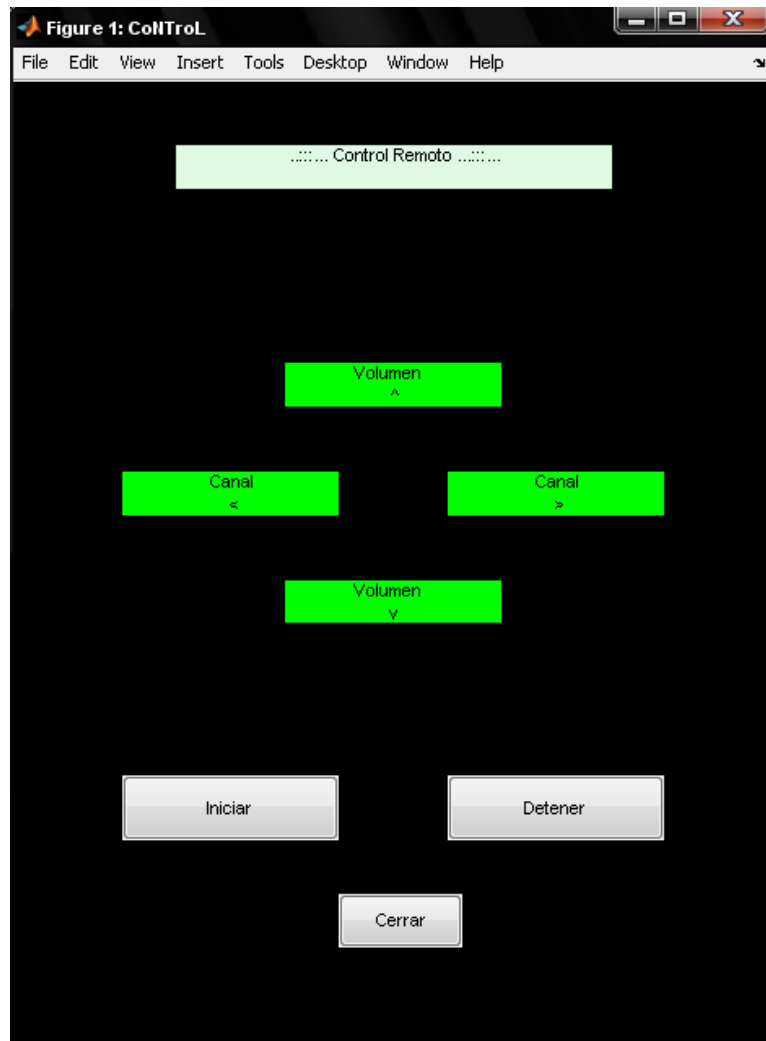 Figure 1: CoNTroL
File Edit View Insert Tools Desktop Window Help
..:::... Control Remoto ...:::...
Volumen
^
Canal
<
Canal
>
Volumen
v
Iniciar
Detener
Cerrar